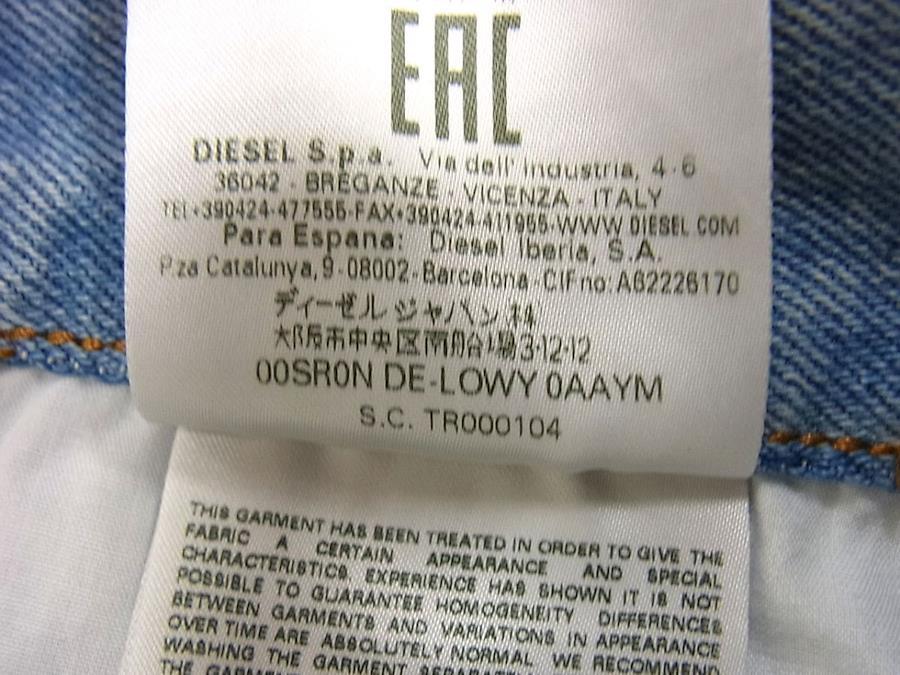 EAC
DIESEL S.p.a. Via dell' Industria, 4-6
36042 - BREGANZE - VICENZA - ITALY
TEL+390424-477555-FAX+390424-411955-WWW DIESEL COM
Para Espana: Diesel Iberia, S.A.
P.za Catalunya, 9-08002-Barcelona-CIF no: A62226170
ディーゼルジャパン㈱
大阪市中央区南船場3-12-12
00SR0N DE-LOWY 0AAYM
S.C. TR000104
THIS GARMENT HAS BEEN TREATED IN ORDER TO GIVE THE
FABRIC A CERTAIN APPEARANCE AND SPECIAL
CHARACTERISTICS. EXPERIENCE HAS SHOWN IT IS NOT
POSSIBLE TO GUARANTEE HOMOGENEITY DIFFERENCES
BETWEEN GARMENTS AND VARIATIONS IN APPEARANCE
OVER TIME ARE ABSOLUTELY NORMAL WE RECOMMEND
WASHING THE GARMENT
THE